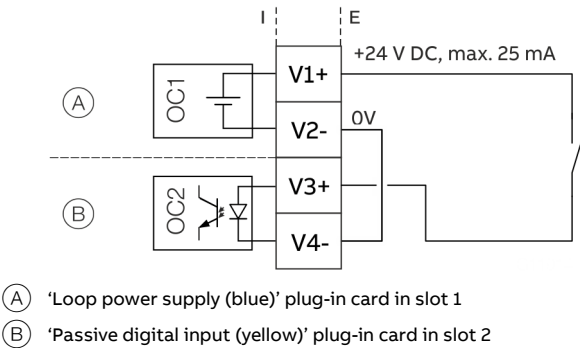 I E
+24 V DC, max. 25 mA
OC1
V1+
A
V2-
0V
OC2
V3+
B
V4-
A 'Loop power supply (blue)' plug-in card in slot 1
B 'Passive digital input (yellow)' plug-in card in slot 2